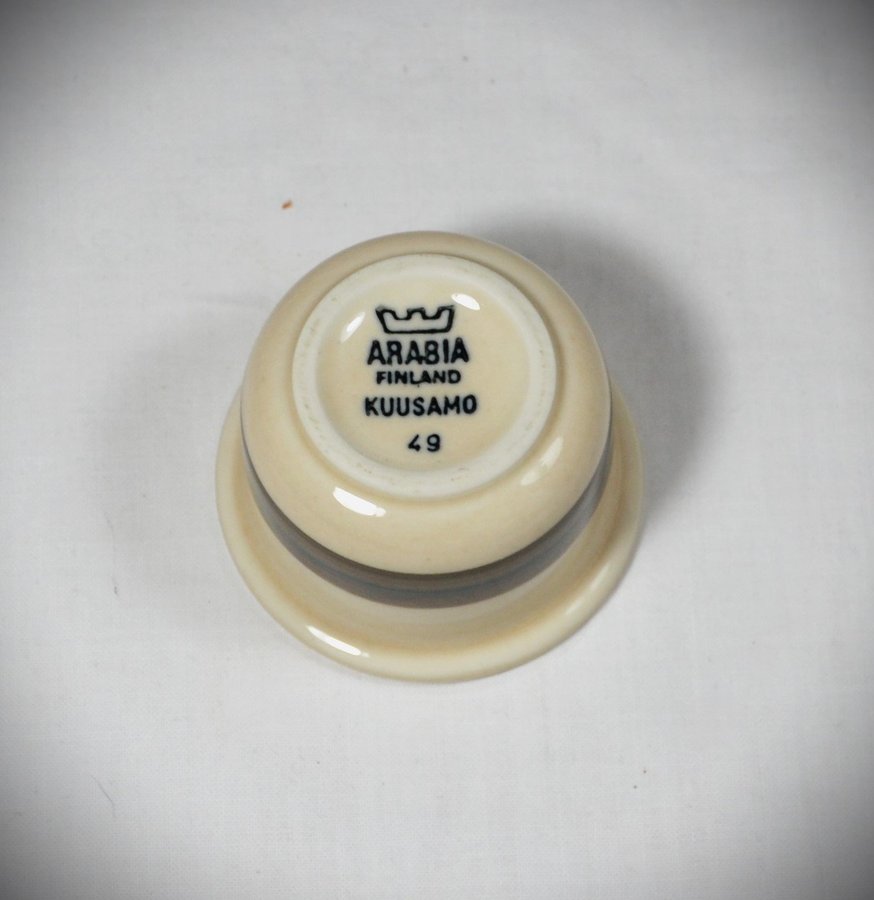 ARABIA
FINLAND
KUUSAMO
49